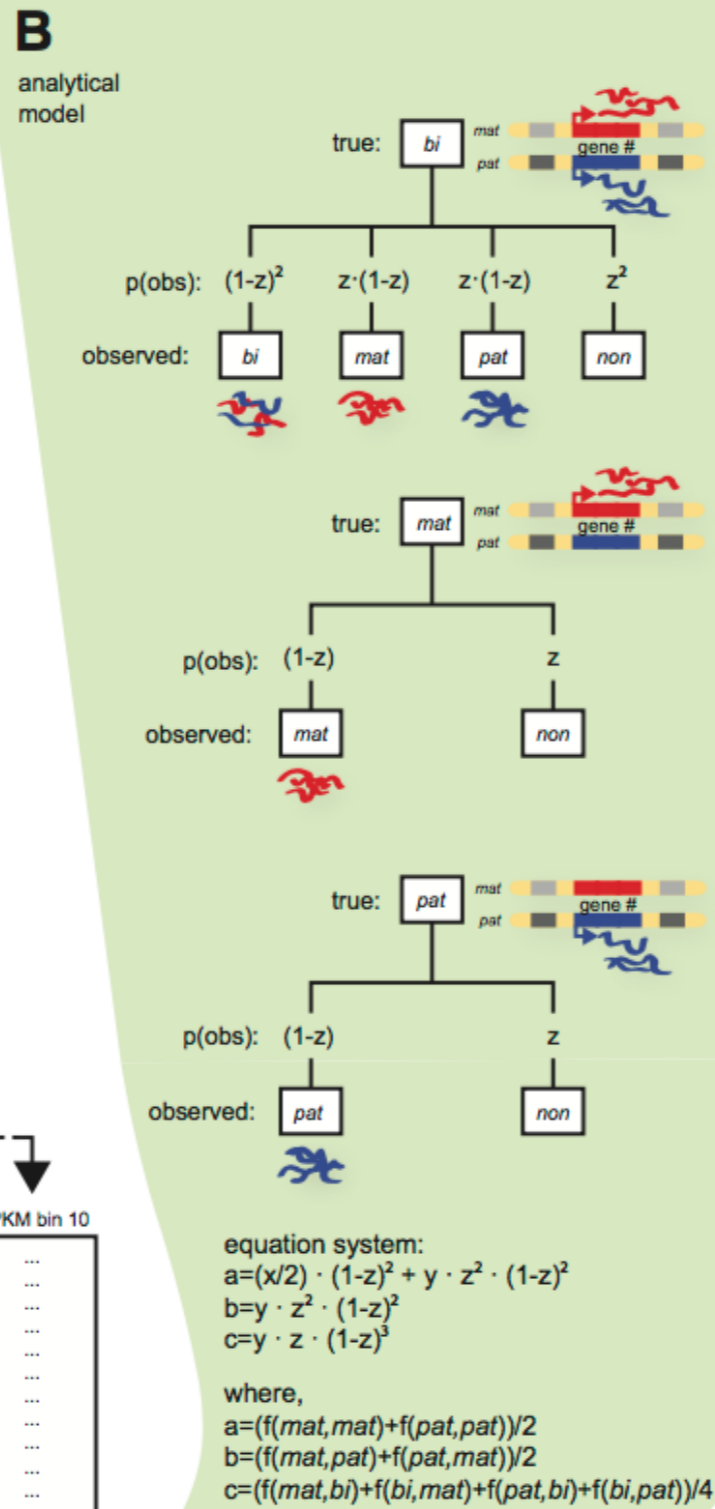 B
analytical
model
true: bi
mat
gene #
pat
p(obs): (1-z)² z·(1-z) z·(1-z) z²
observed: bi mat pat non
true: mat
mat
gene #
pat
p(obs): (1-z) z
observed: mat non
true: pat
mat
gene #
pat
p(obs): (1-z) z
observed: pat non
KM bin 10
...
...
...
...
...
...
...
...
...
...
...
equation system:
a=(x/2) · (1-z)² + y · z² · (1-z)²
b=y · z² · (1-z)²
c=y · z · (1-z)³
where,
a=(f(mat,mat)+f(pat,pat))/2
b=(f(mat,pat)+f(pat,mat))/2
c=(f(mat,bi)+f(bi,mat)+f(pat,bi)+f(bi,pat))/4